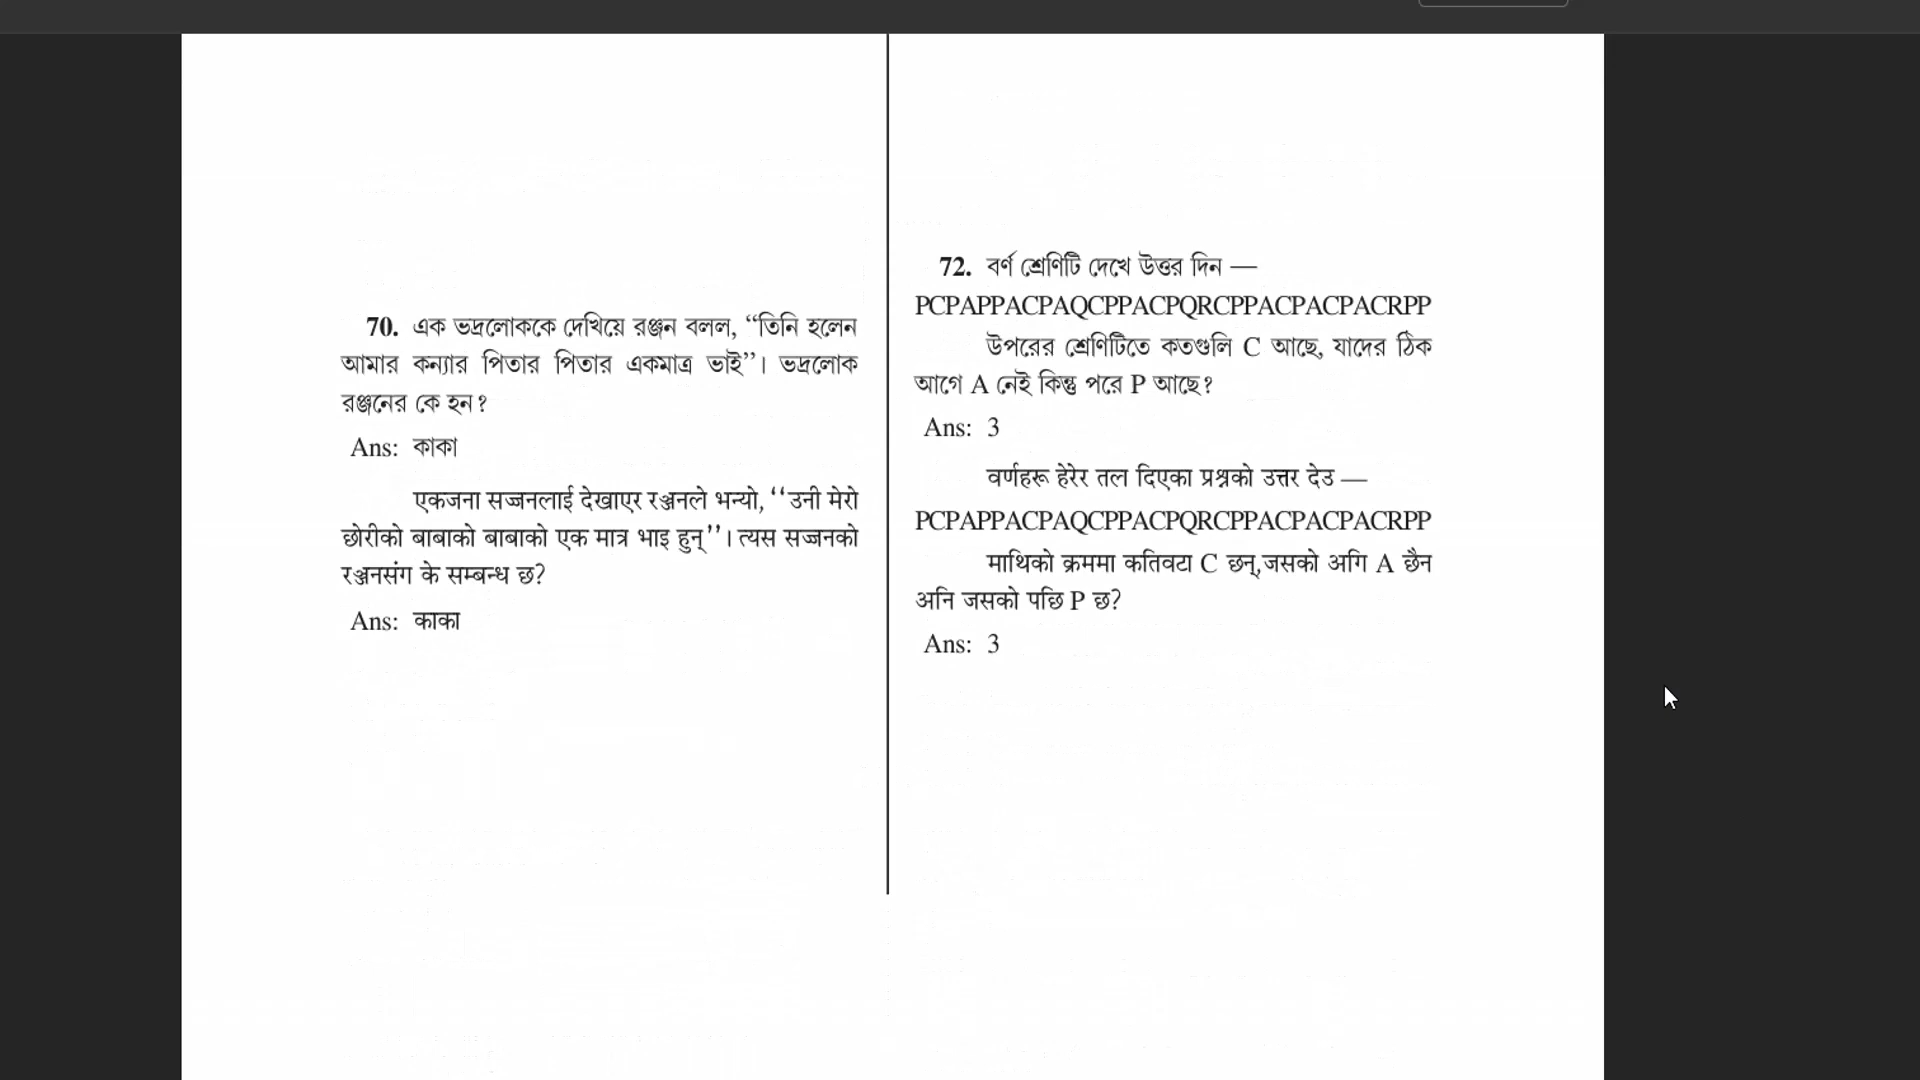 70. এক ভদ্রলোককে দেখিয়ে রঞ্জন বলল, “তিনি হলেন
আমার কন্যার পিতার পিতার একমাত্র ভাই”। ভদ্রলোক
রঞ্জনের কে হন?
Ans: কাকা
एकजना सज्जनलाई देखाएर रञ्जनले भन्यो, ‘‘उनी मेरो
छोरीको बाबाको बाबाको एक मात्र भाइ हुन्’’। त्यस सज्जनको
रञ्जनसंग के सम्बन्ध छ?
Ans: काका
72. বর্ণ শ্রেণিটি দেখে উত্তর দিন —
PCPAPPACPAQCPPACPQRCPPACPACPACRPP
উপরের শ্রেণিটিতে কতগুলি C আছে, যাদের ঠিক
আগে A নেই কিন্তু পরে P আছে?
Ans: 3
वर्णहरू हेरेर तल दिएका प्रश्नको उत्तर देउ —
PCPAPPACPAQCPPACPQRCPPACPACPACRPP
माथिको क्रममा कतिवटा C छन्,जसको अगि A छैन
अनि जसको पछि P छ?
Ans: 3